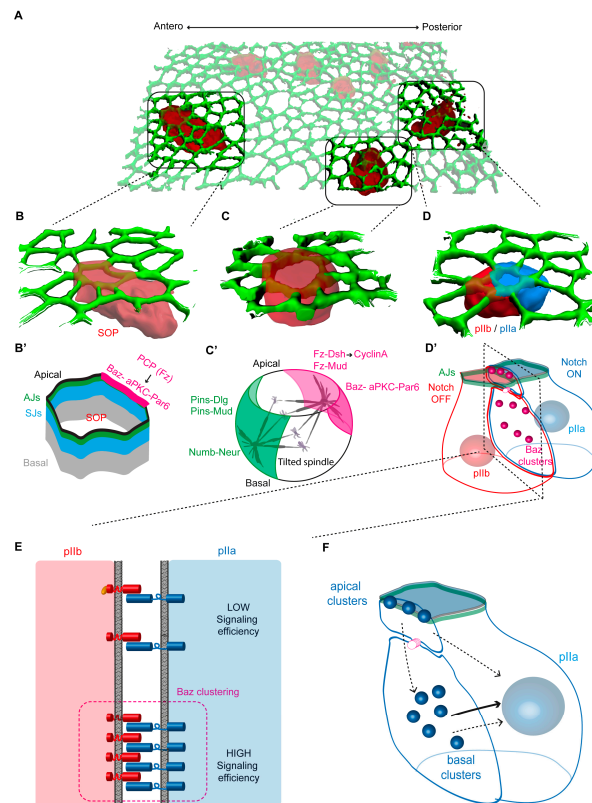 A
Antero
Posterior
B
C
D
SOP
pIIb / pIIa
B'
PCP (Fz)
Baz- aPKC-Par6
Apical
AJs
SJs
SOP
Basal
C'
Fz-Dsh→CyclinA
Fz-Mud
Apical
Baz- aPKC-Par6
Pins-Dlg
Pins-Mud
Numb-Neur
Tilted spindle
Basal
D'
AJs
Notch
OFF
Notch
ON
pIIa
Baz
clusters
pIIb
E
pIIb
pIIa
LOW
Signaling
efficiency
Baz clustering
HIGH
Signaling
efficiency
F
apical
clusters
pIIa
basal
clusters